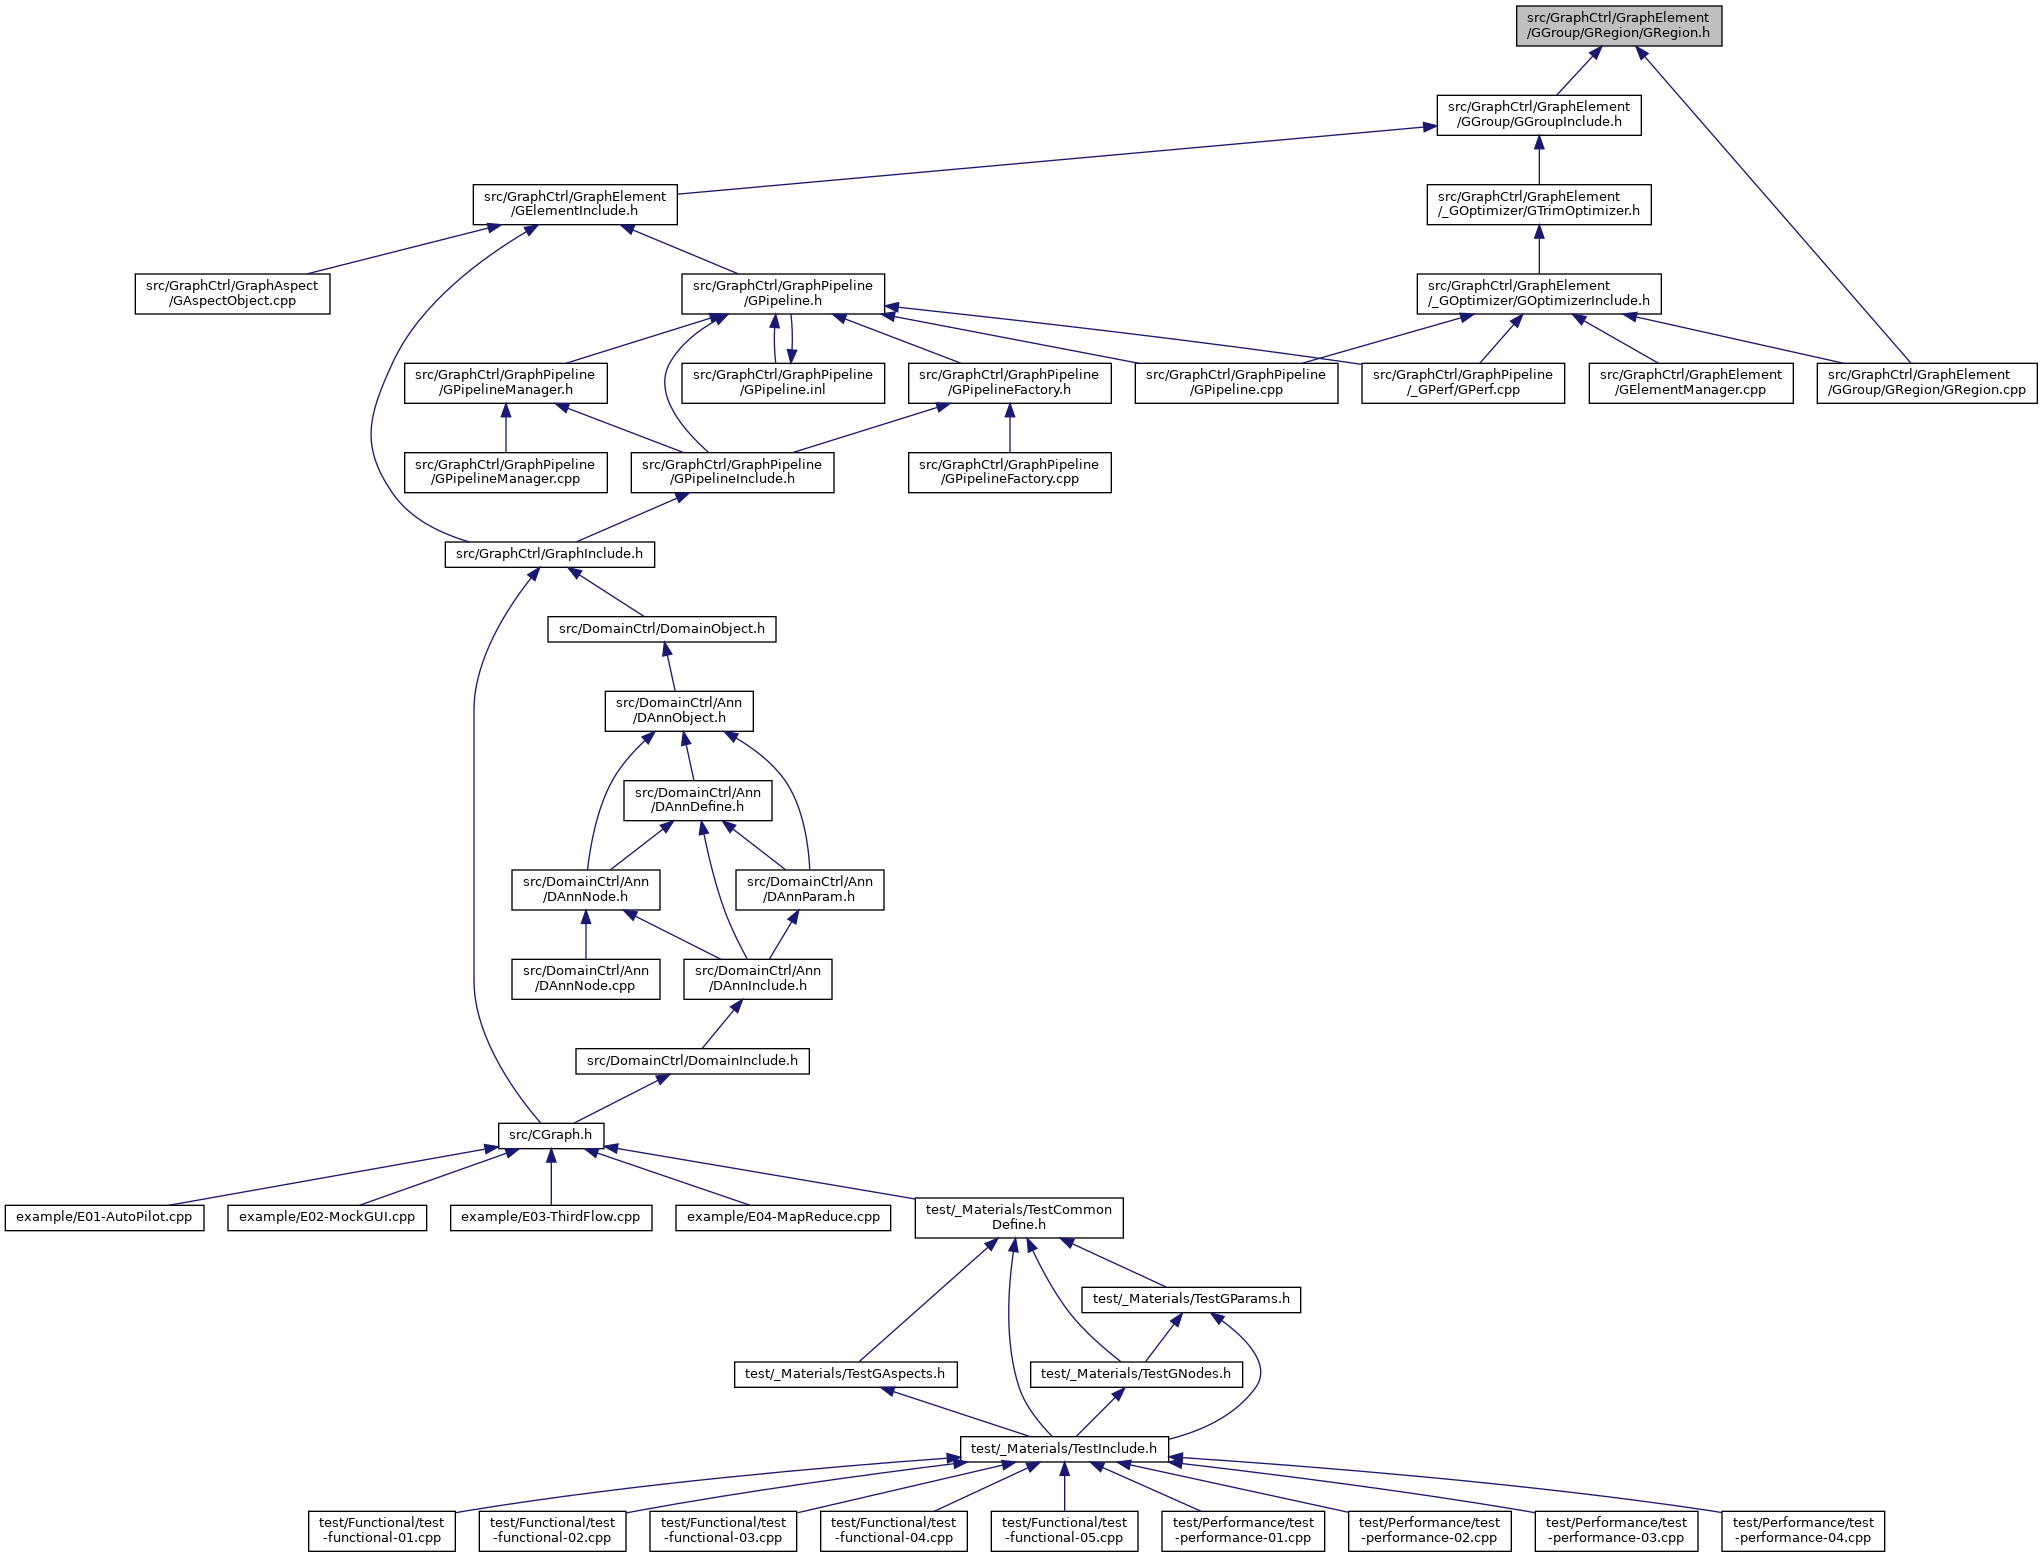 src/GraphCtrl/GraphElement
/GGroup/GRegion/GRegion.h
src/GraphCtrl/GraphElement
/GGroup/GGroupInclude.h
src/GraphCtrl/GraphElement
/GElementInclude.h
src/GraphCtrl/GraphElement
/_GOptimizer/GTrimOptimizer.h
src/GraphCtrl/GraphAspect
/GAspectObject.cpp
src/GraphCtrl/GraphPipeline
/GPipeline.h
src/GraphCtrl/GraphElement
/_GOptimizer/GOptimizerInclude.h
src/GraphCtrl/GraphPipeline
/GPipelineManager.h
src/GraphCtrl/GraphPipeline
/GPipeline.inl
src/GraphCtrl/GraphPipeline
/GPipelineFactory.h
src/GraphCtrl/GraphPipeline
/GPipeline.cpp
src/GraphCtrl/GraphPipeline
/_GPerf/GPerf.cpp
src/GraphCtrl/GraphElement
/GElementManager.cpp
src/GraphCtrl/GraphElement
/GGroup/GRegion/GRegion.cpp
src/GraphCtrl/GraphPipeline
/GPipelineManager.cpp
src/GraphCtrl/GraphPipeline
/GPipelineInclude.h
src/GraphCtrl/GraphPipeline
/GPipelineFactory.cpp
src/GraphCtrl/GraphInclude.h
src/DomainCtrl/DomainObject.h
src/DomainCtrl/Ann
/DAnnObject.h
src/DomainCtrl/Ann
/DAnnDefine.h
src/DomainCtrl/Ann
/DAnnNode.h
src/DomainCtrl/Ann
/DAnnParam.h
src/DomainCtrl/Ann
/DAnnNode.cpp
src/DomainCtrl/Ann
/DAnnInclude.h
src/DomainCtrl/DomainInclude.h
src/CGraph.h
example/E01-AutoPilot.cpp
example/E02-MockGUI.cpp
example/E03-ThirdFlow.cpp
example/E04-MapReduce.cpp
test/_Materials/TestCommon
Define.h
test/_Materials/TestGParams.h
test/_Materials/TestGAspects.h
test/_Materials/TestGNodes.h
test/_Materials/TestInclude.h
test/Functional/test
-functional-01.cpp
test/Functional/test
-functional-02.cpp
test/Functional/test
-functional-03.cpp
test/Functional/test
-functional-04.cpp
test/Functional/test
-functional-05.cpp
test/Performance/test
-performance-01.cpp
test/Performance/test
-performance-02.cpp
test/Performance/test
-performance-03.cpp
test/Performance/test
-performance-04.cpp